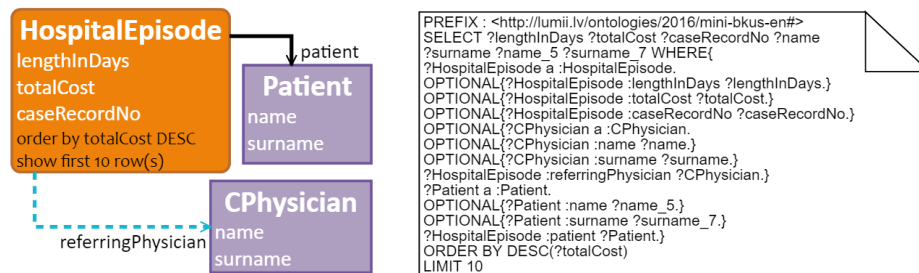 HospitalEpisode
lengthInDays
totalCost
caseRecordNo
order by totalCost DESC
show first 10 row(s)
patient
Patient
name
surname
referringPhysician
CPhysician
name
surname
PREFIX : <http://lumii.lv/ontologies/2016/mini-bkus-en#>
SELECT ?lengthInDays ?totalCost ?caseRecordNo ?name
?surname ?name_5 ?surname_7 WHERE{
?HospitalEpisode a :HospitalEpisode.
OPTIONAL{?HospitalEpisode :lengthInDays ?lengthInDays.}
OPTIONAL{?HospitalEpisode :totalCost ?totalCost.}
OPTIONAL{?HospitalEpisode :caseRecordNo ?caseRecordNo.}
OPTIONAL{?CPhysician a :CPhysician.
OPTIONAL{?CPhysician :name ?name.}
OPTIONAL{?CPhysician :surname ?surname.}
?HospitalEpisode :referringPhysician ?CPhysician.}
?Patient a :Patient.
OPTIONAL{?Patient :name ?name_5.}
OPTIONAL{?Patient :surname ?surname_7.}
?HospitalEpisode :patient ?Patient.}
ORDER BY DESC(?totalCost)
LIMIT 10